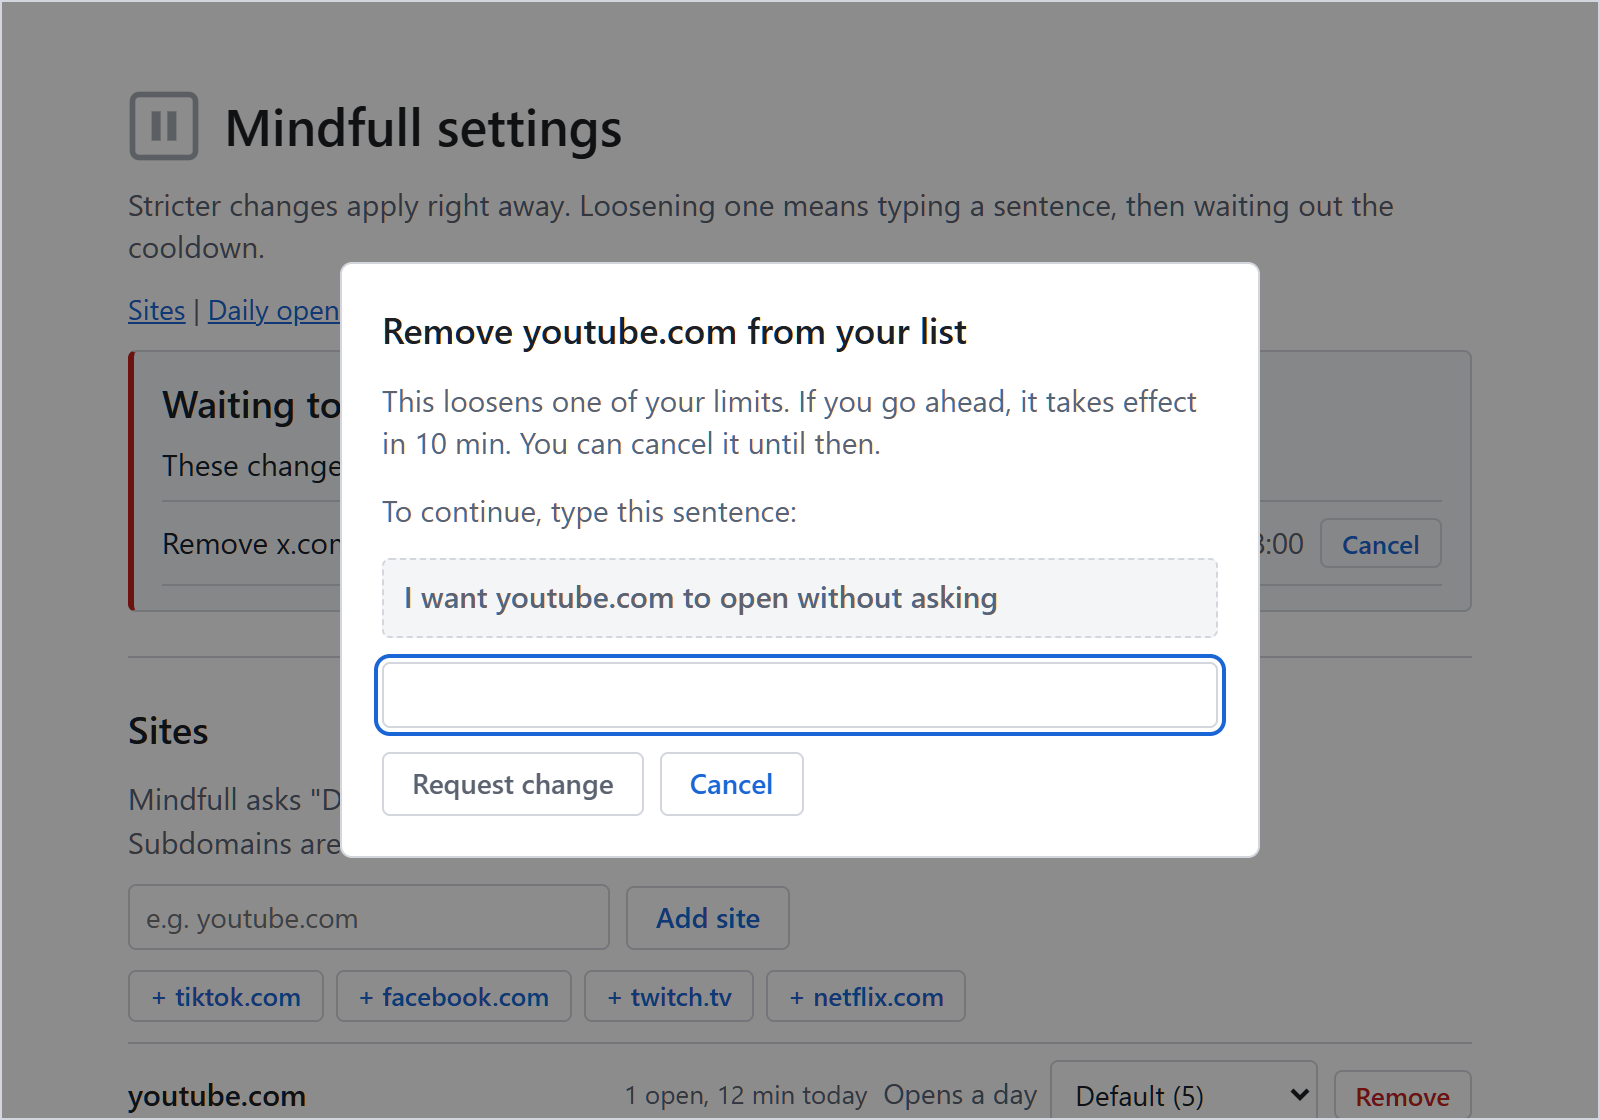 Mindfull settings
Stricter changes apply right away. Loosening one means typing a sentence, then waiting out the
cooldown.
Sites | Daily open
Remove youtube.com from your list
This loosens one of your limits. If you go ahead, it takes effect
in 10 min. You can cancel it until then.
To continue, type this sentence:
I want youtube.com to open without asking
Request change
Cancel
Waiting to
These change
Remove x.com
:00
Cancel
Sites
Mindfull asks "D
Subdomains are
e.g. youtube.com
Add site
+ tiktok.com
+ facebook.com
+ twitch.tv
+ netflix.com
youtube.com 1 open, 12 min today Opens a day Default (5) Remove